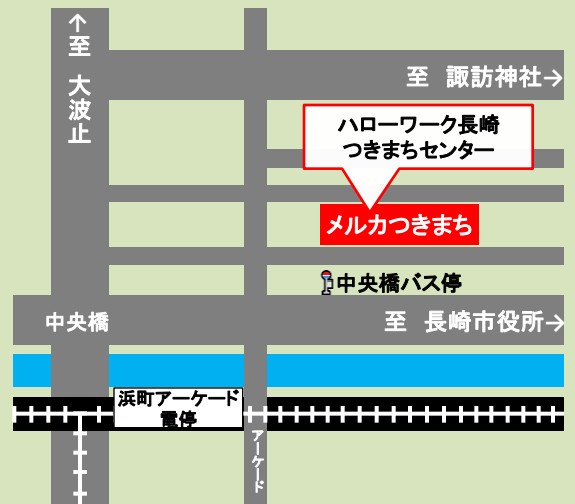 ↑至 大波止
至 諏訪神社→
ハローワーク長崎
つきまちセンター
メルカつきまち
中央橋バス停
中央橋
至 長崎市役所→
浜町アーケード
電停
アーケード